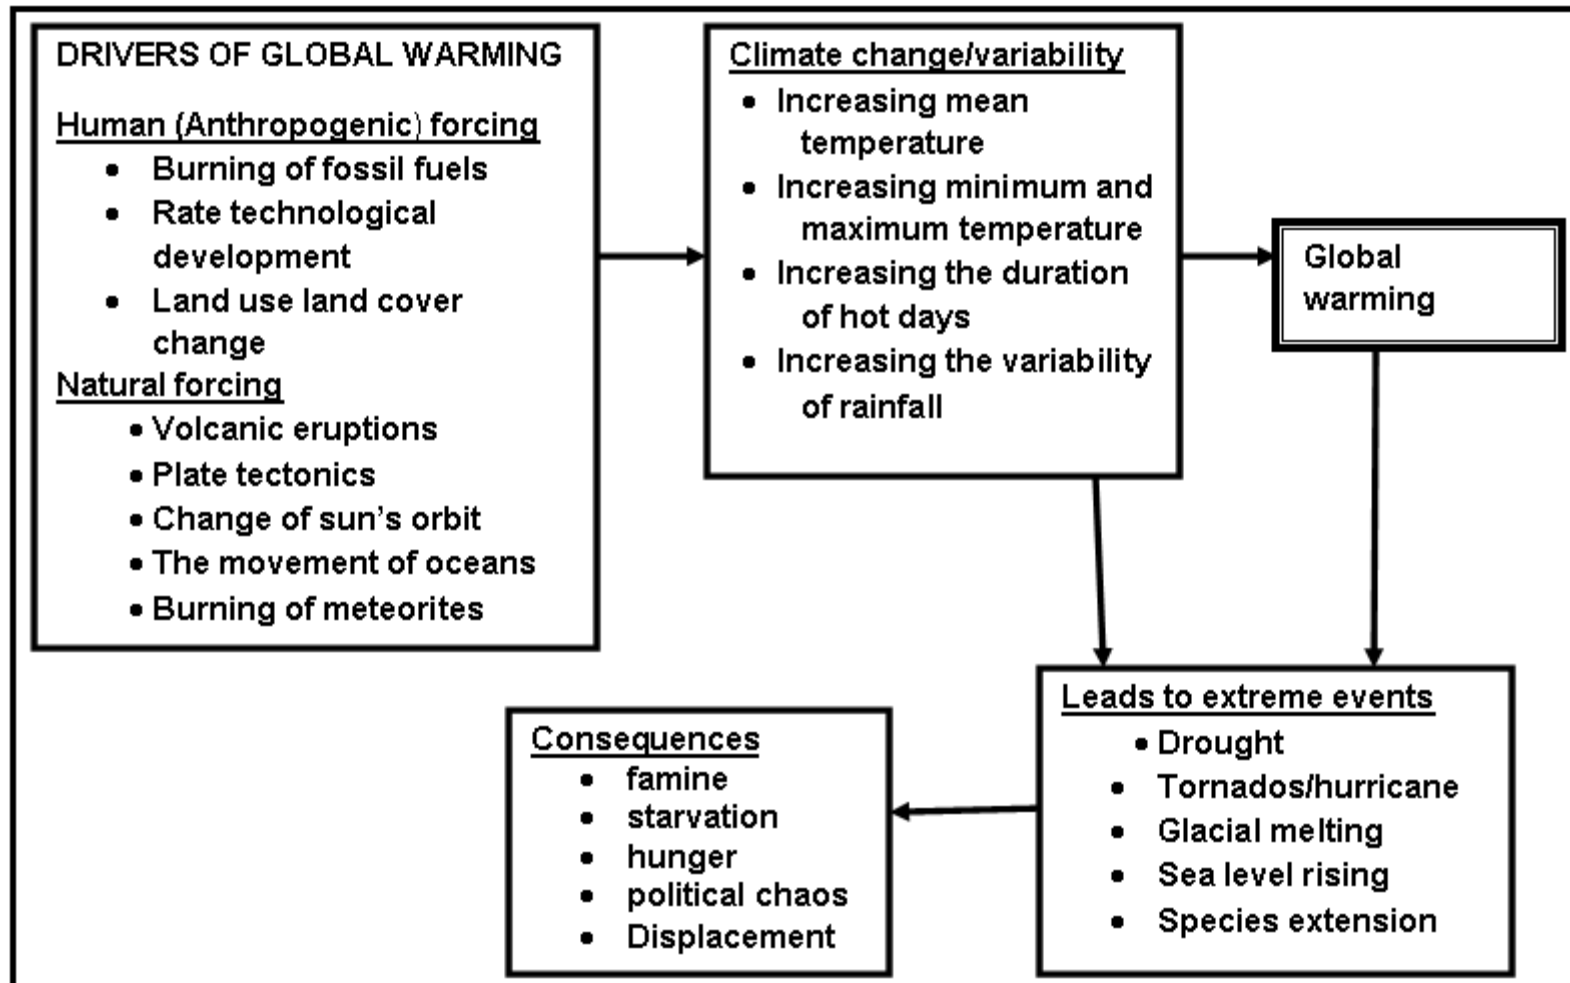 DRIVERS OF GLOBAL WARMING
Human (Anthropogenic) forcing
• Burning of fossil fuels
• Rate technological
development
• Land use land cover
change
Natural forcing
• Volcanic eruptions
• Plate tectonics
• Change of sun's orbit
• The movement of oceans
• Burning of meteorites
Climate change/variability
• Increasing mean
temperature
• Increasing minimum and
maximum temperature
• Increasing the duration
of hot days
• Increasing the variability
of rainfall
Global
warming
Leads to extreme events
• Drought
• Tornados/hurricane
• Glacial melting
• Sea level rising
• Species extension
Consequences
• famine
• starvation
• hunger
• political chaos
• Displacement